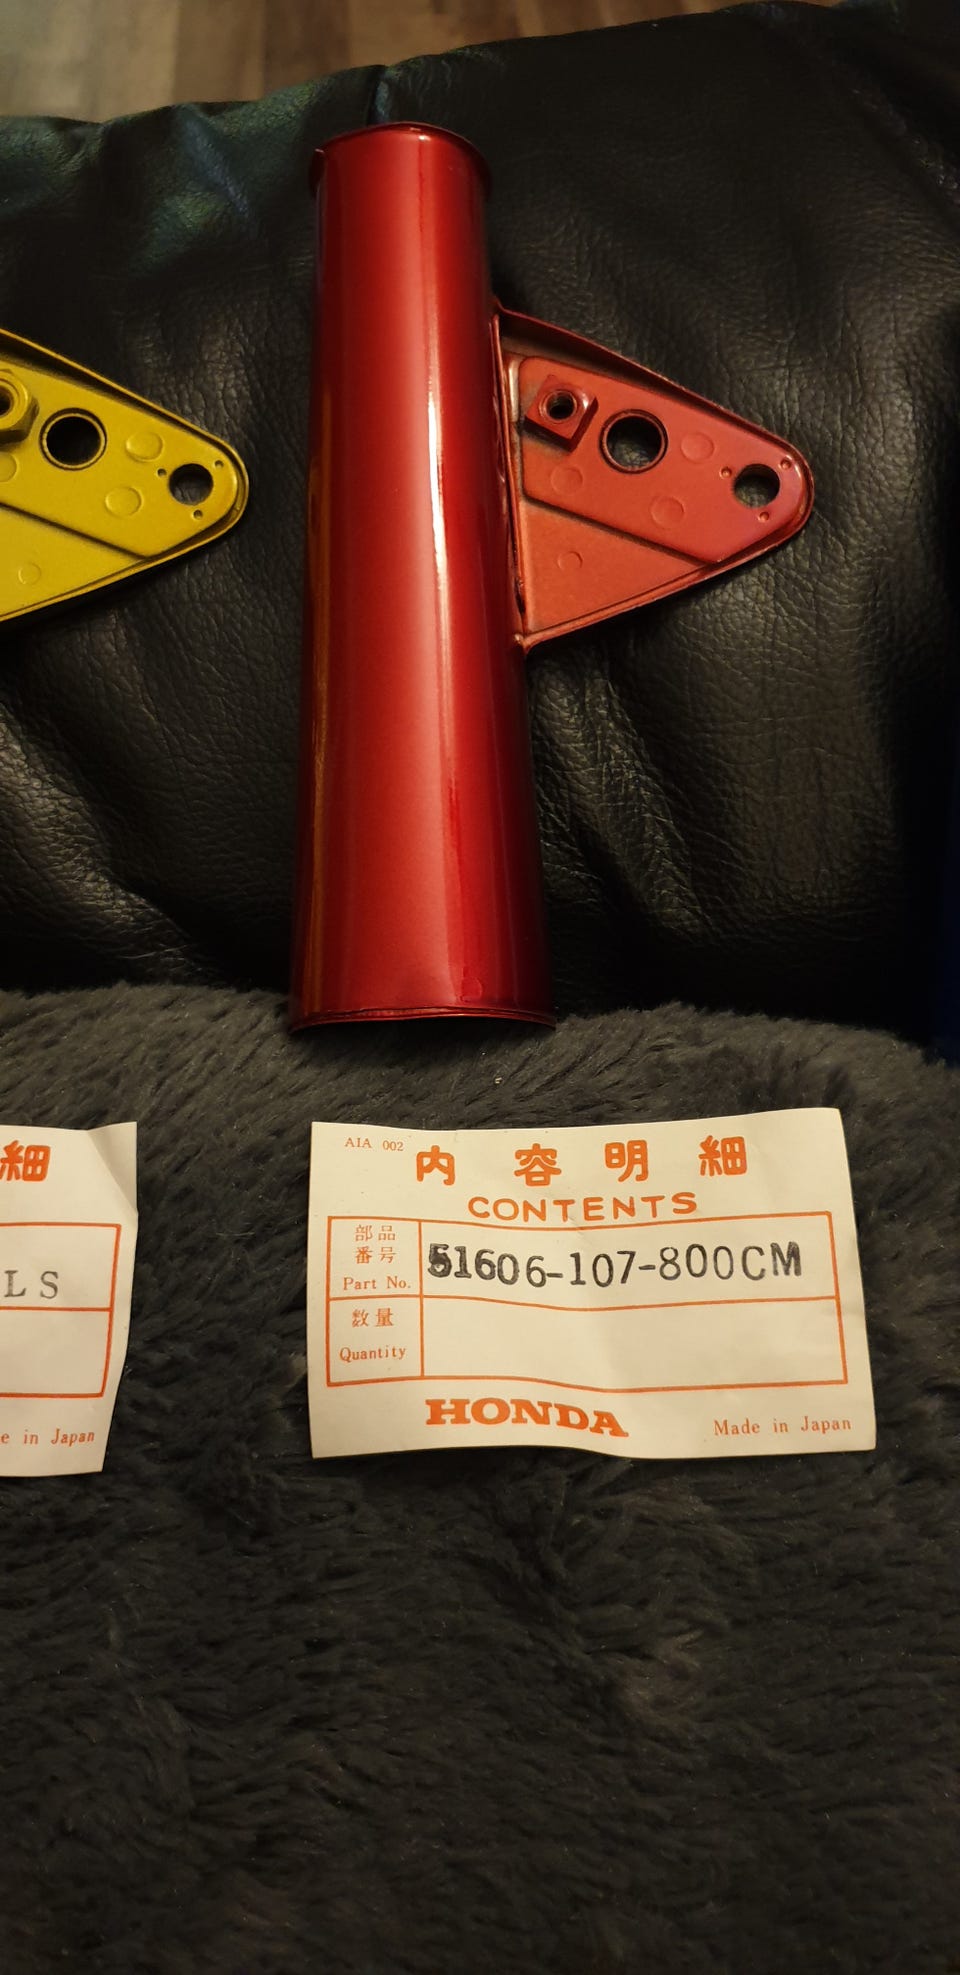 細
LS
e in Japan
AIA 002
内容明細
CONTENTS
部品
番号
Part No.
51606-107-800CM
数量
Quantity
HONDA
Made in Japan